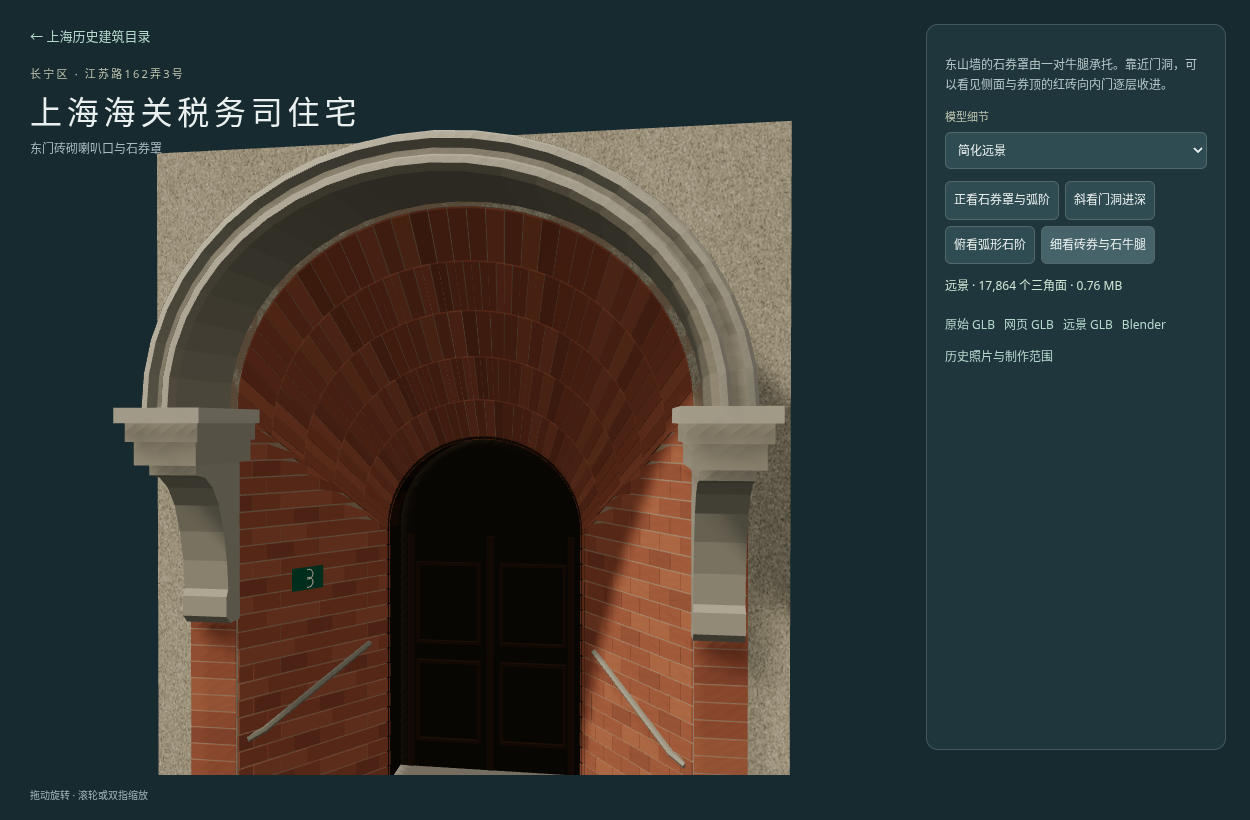 ← 上海历史建筑目录
长宁区 · 江苏路162弄3号
上海海关税务司住宅
东门砖砌喇叭口与石券罩
3
拖动旋转 · 滚轮或双指缩放
东山墙的石券罩由一对牛腿承托。靠近门洞，可
以看见侧面与券顶的红砖向内门逐层收进。
模型细节
简化远景
正看石券罩与弧阶 斜看门洞进深
俯看弧形石阶 细看砖券与石牛腿
远景 · 17,864 个三角面 · 0.76 MB
原始 GLB 网页 GLB 远景 GLB Blender
历史照片与制作范围